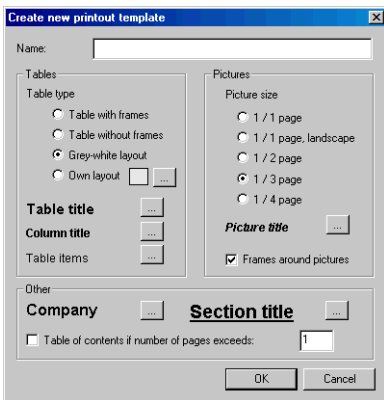 Create new printout template
Name:
Tables
Table type
Table with frames
Table without frames
Grey-white layout
Own layout ...
Table title ...
Column title ...
Table items ...
Pictures
Picture size
1 / 1 page
1 / 1 page, landscape
1 / 2 page
1 / 3 page
1 / 4 page
Picture title ...
Frames around pictures
Other
Company ... Section title ...
Table of contents if number of pages exceeds: 1
OK Cancel